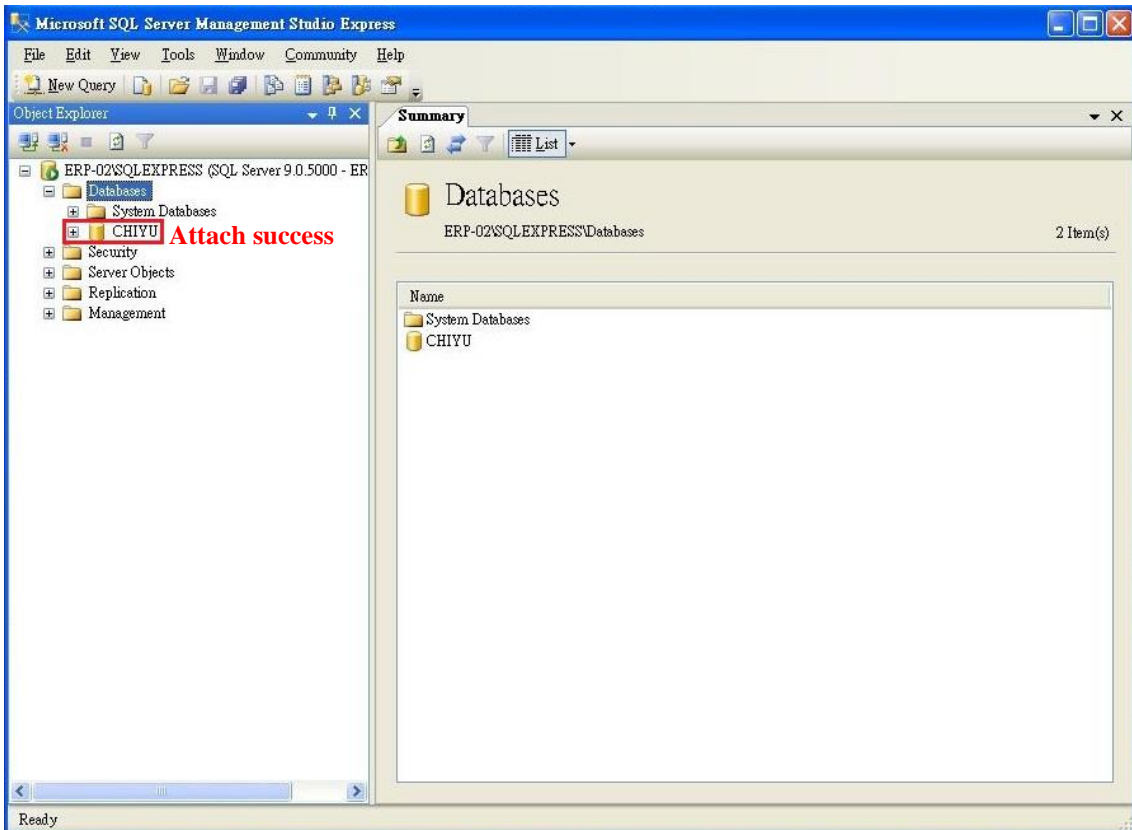 Microsoft SQL Server Management Studio Express
File Edit View Tools Window Community Help
New Query
Object Explorer
ERP-02\SQLEXPRESS (SQL Server 9.0.5000 - ER
Databases
System Databases
CHIYU
Attach success
Security
Server Objects
Replication
Management
Summary
List
Databases
ERP-02\SQLEXPRESS\Databases
2 Item(s)
Name
System Databases
CHIYU
Ready